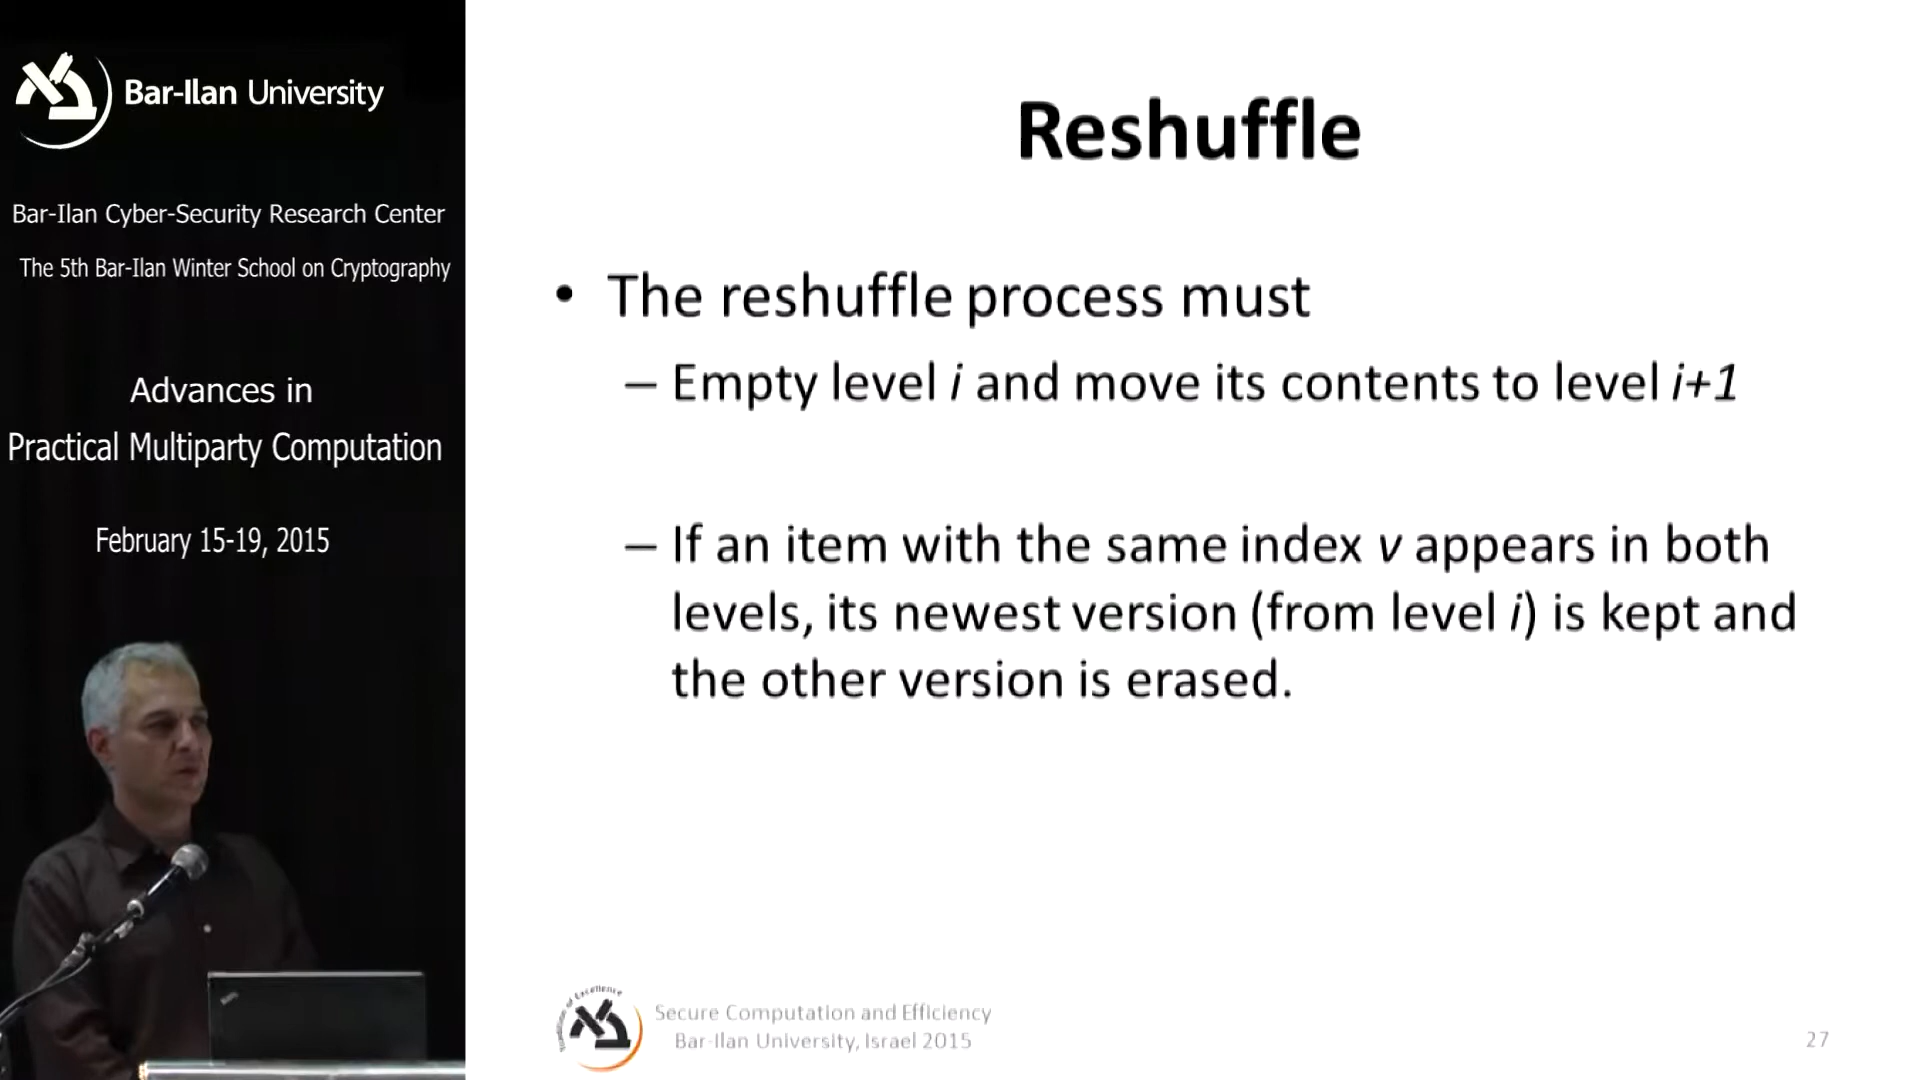 Bar-Ilan University
Bar-Ilan Cyber-Security Research Center
The 5th Bar-Ilan Winter School on Cryptography
Advances in
Practical Multiparty Computation
February 15-19, 2015
Reshuffle
• The reshuffle process must
– Empty level i and move its contents to level i+1
– If an item with the same index v appears in both
levels, its newest version (from level i) is kept and
the other version is erased.
of Excellence
Secure Computation and Efficiency
Bar-Ilan University, Israel 2015
27